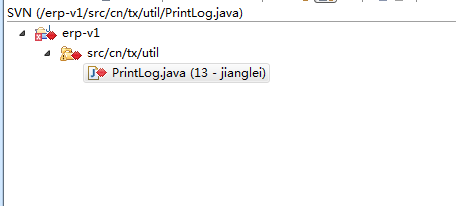 SVN (/erp-v1/src/cn/tx/util/PrintLog.java)
erp-v1
src/cn/tx/util
PrintLog.java (13 - jianglei)